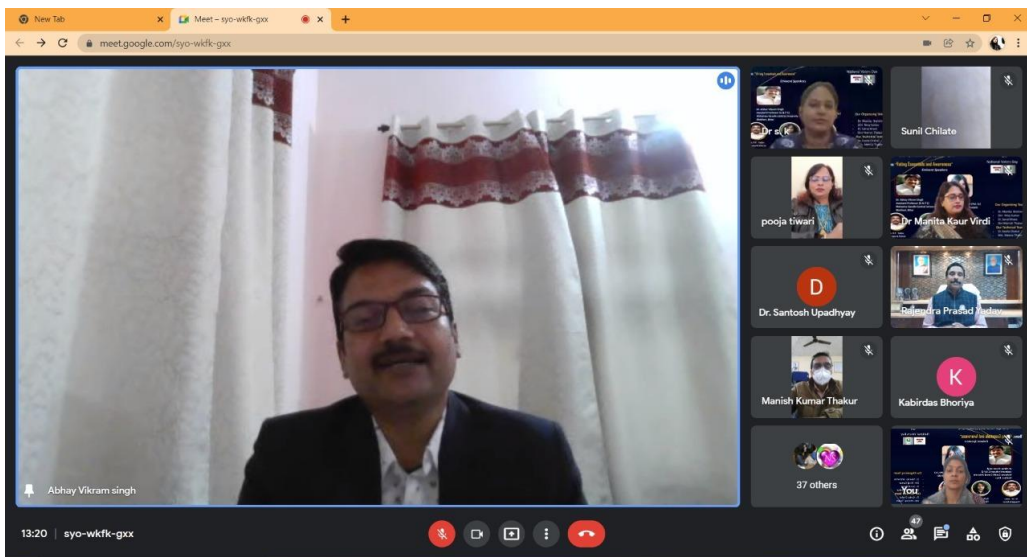 New Tab
Meet – syo-wkfk-gxx
meet.google.com/syo-wkfk-gxx
Abhay Vikram singh
Dr s k
Sunil Chilate
pooja tiwari
Dr Manita Kaur Virdi
D
Dr. Santosh Upadhyay
Rajendra Prasad Yadav
Manish Kumar Thakur
K
Kabirdas Bhoriya
37 others
You
13:20 | syo-wkfk-gxx
47